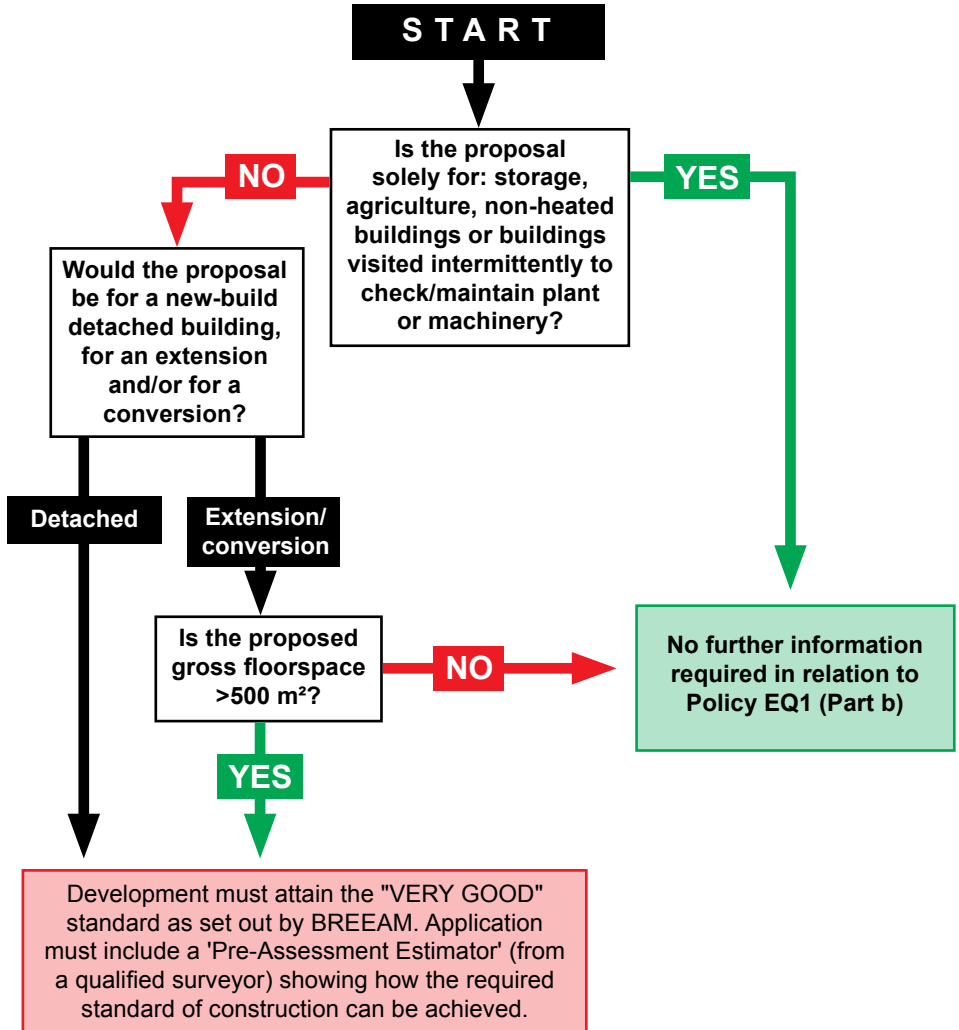 START
Is the proposal
solely for: storage,
agriculture, non-heated
buildings or buildings
visited intermittently to
check/maintain plant
or machinery?
NO
YES
Would the proposal
be for a new-build
detached building,
for an extension
and/or for a
conversion?
Detached
Extension/
conversion
Is the proposed
gross floorspace
>500 m²?
NO
YES
No further information
required in relation to
Policy EQ1 (Part b)
Development must attain the "VERY GOOD"
standard as set out by BREEAM. Application
must include a 'Pre-Assessment Estimator' (from
a qualified surveyor) showing how the required
standard of construction can be achieved.